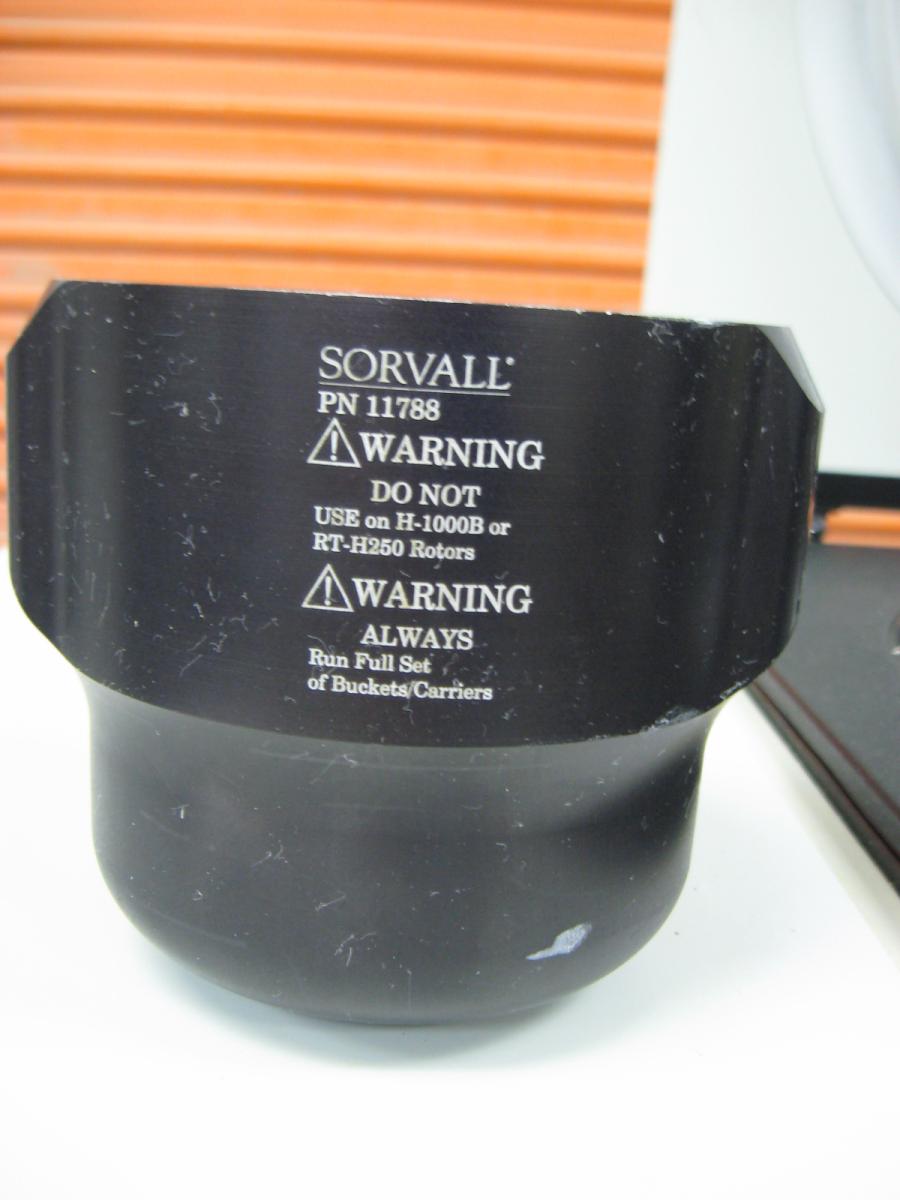 SORVALL
PN 11788
⚠WARNING
DO NOT
USE on H-1000B or
RT-H250 Rotors
⚠WARNING
ALWAYS
Run Full Set
of Buckets/Carriers